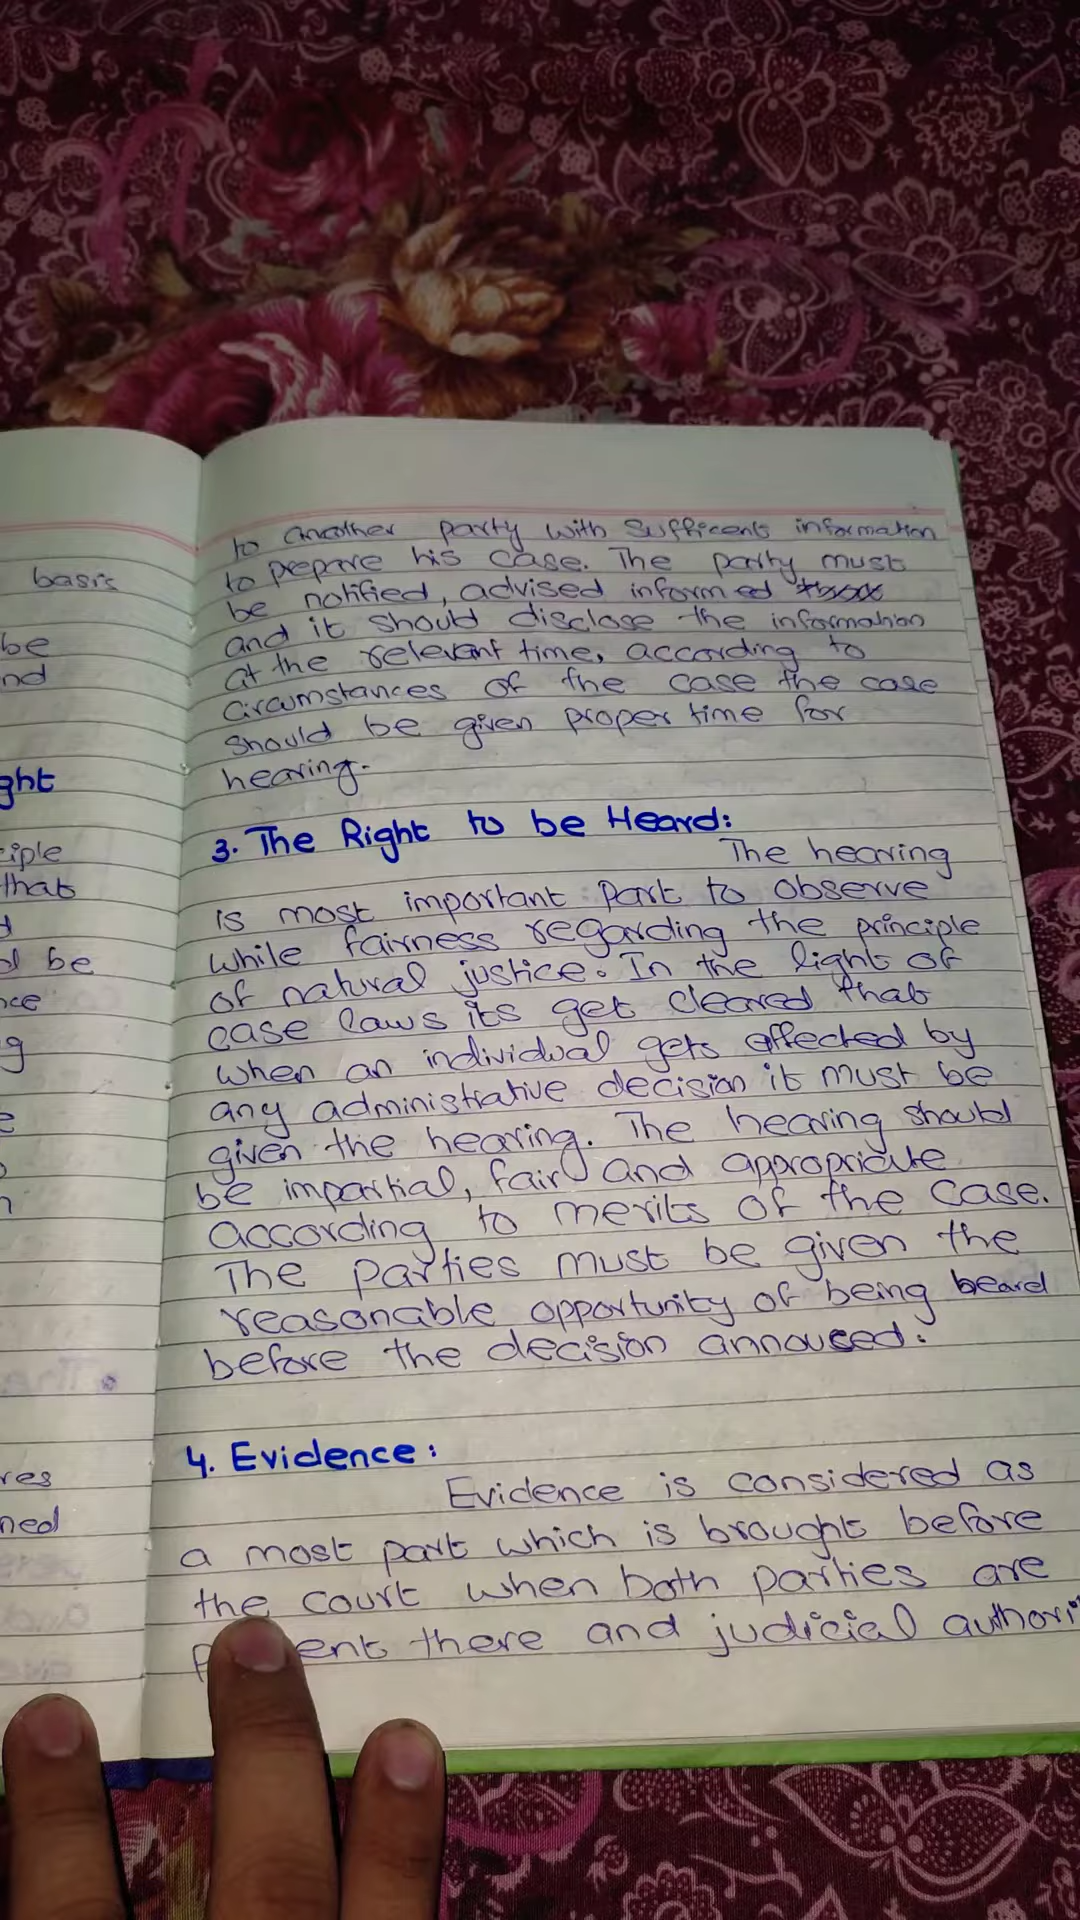 basis
be
nd
ght
ciple
that
d be
nce
g
res
ned
to another party with Sufficent information
to prepare his case. The party must
be notified, advised informed
and it should disclose the information
at the relevant time, according to
circumstances of the case the case
should be given proper time for
hearing.
3. The Right to be Heard:
The hearing
is most important part to observe
while fairness regarding the principle
of natural justice. In the light of
case laws its get cleared that
when an individual gets affected by
any administrative decision it must be
given the hearing. The hearing should
be impartial, fair and appropriate
according to merits of the case.
The parties must be given the
reasonable opportunity of being beard
before the decision annouced.
4. Evidence:
Evidence is considered as
a most part which is brought before
the court when both parties are
ent there and judicial authori